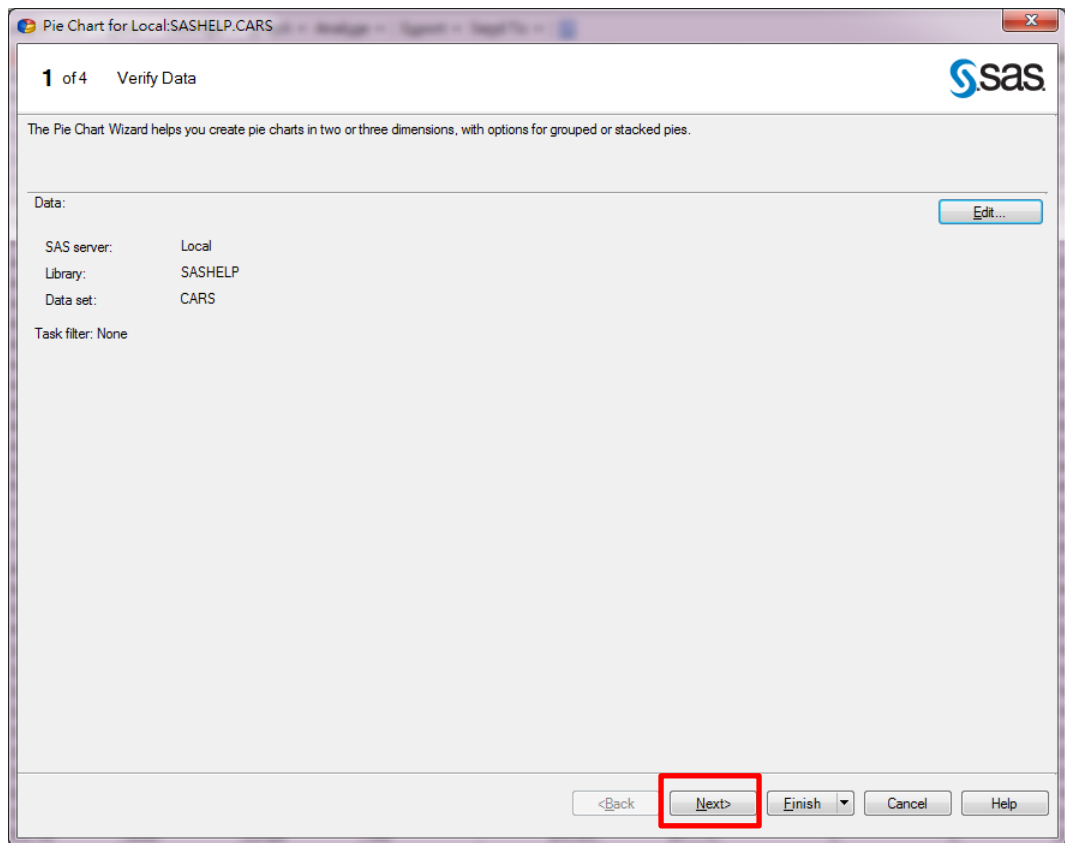 Pie Chart for Local:SASHELP.CARS
1 of 4 Verify Data
sas
The Pie Chart Wizard helps you create pie charts in two or three dimensions, with options for grouped or stacked pies.
Data:
Edit...
SAS server: Local
Library: SASHELP
Data set: CARS
Task filter: None
<Back Next> Finish Cancel Help